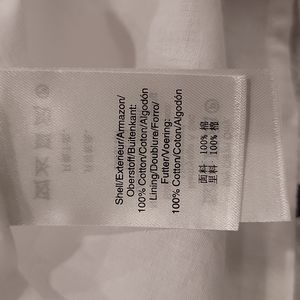 Shell/Exterieur/Armazon/
Oberstoff/Buitenkant:
100% Cotton/Coton/Algodón
Lining/Doublure/Forro/
Futter/Voering:
100% Cotton/Coton/Algodón
面料 100% 棉
里料 100% 棉